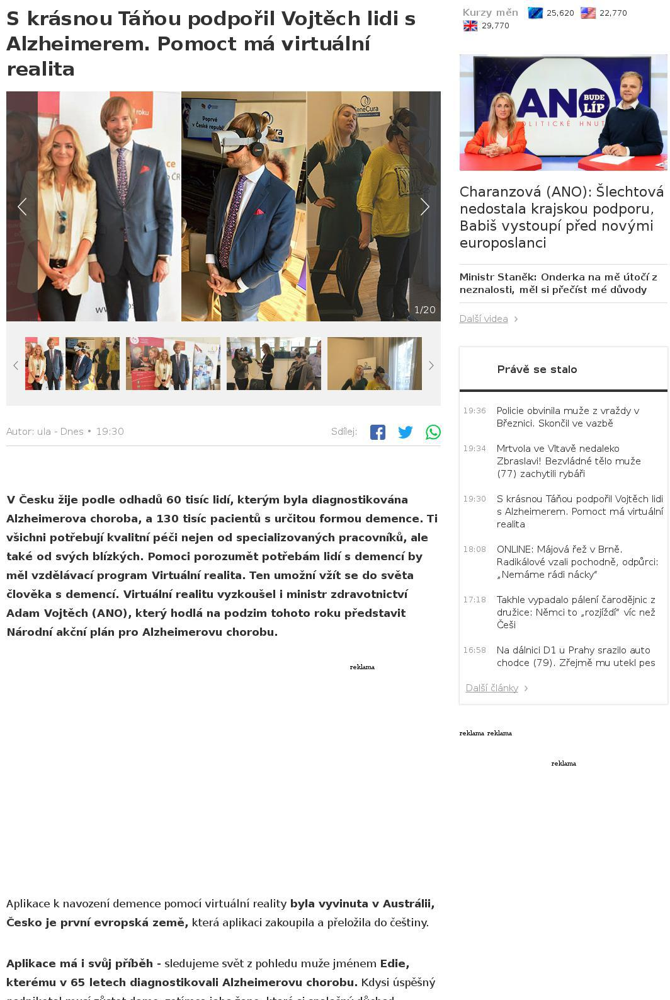 S krásnou Táňou podpořil Vojtěch lidi s
Alzheimerem. Pomoct má virtuální
realita
1/20
Autor: ula - Dnes • 19:30
Sdílej:
V Česku žije podle odhadů 60 tisíc lidí, kterým byla diagnostikována
Alzheimerova choroba, a 130 tisíc pacientů s určitou formou demence. Ti
všichni potřebují kvalitní péči nejen od specializovaných pracovníků, ale
také od svých blízkých. Pomoci porozumět potřebám lidí s demencí by
měl vzdělávací program Virtuální realita. Ten umožní vžít se do světa
člověka s demencí. Virtuální realitu vyzkoušel i ministr zdravotnictví
Adam Vojtěch (ANO), který hodlá na podzim tohoto roku představit
Národní akční plán pro Alzheimerovu chorobu.
reklama
Aplikace k navození demence pomocí virtuální reality byla vyvinuta v Austrálii,
Česko je první evropská země, která aplikaci zakoupila a přeložila do češtiny.
Aplikace má i svůj příběh - sledujeme svět z pohledu muže jménem Edie,
kterému v 65 letech diagnostikovali Alzheimerovu chorobu. Kdysi úspěšný
Kurzy měn 25,620 22,770
29,770
ANO
BUDE
LÍP
Charanzová (ANO): Šlechtová
nedostala krajskou podporu,
Babiš vystoupí před novými
europoslanci
Ministr Staněk: Onderka na mě útočí z
neznalosti, měl si přečíst mé důvody
Další videa
Právě se stalo
19:36 Policie obvinila muže z vraždy v
Březnici. Skončil ve vazbě
19:34 Mrtvola ve Vltavě nedaleko
Zbraslavi! Bezvládné tělo muže
(77) zachytili rybáři
19:30 S krásnou Táňou podpořil Vojtěch lidi
s Alzheimerem. Pomoct má virtuální
realita
18:08 ONLINE: Májová řež v Brně.
Radikálové vzali pochodně, odpůrci:
„Nemáme rádi nácky“
17:18 Takhle vypadalo pálení čarodějnic z
družice: Němci to „rozjíždí“ víc než
Češi
16:58 Na dálnici D1 u Prahy srazilo auto
chodce (79). Zřejmě mu utekl pes
Další články
reklama reklama
reklama